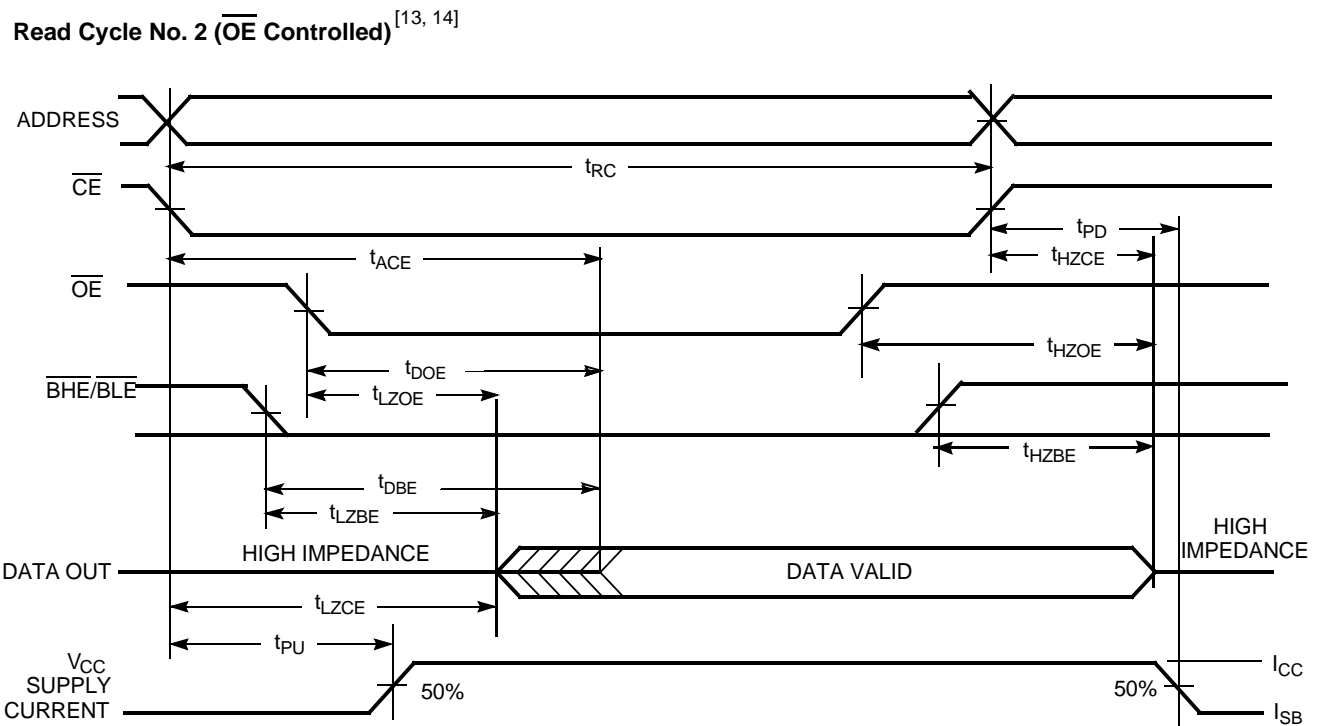 Read Cycle No. 2 (OE Controlled) [13, 14]
ADDRESS
tRC
CE
tPD
tACE
tHZCE
OE
tHZOE
tDOE
BHE/BLE
tLZOE
tHZBE
tDBE
tLZBE
HIGH
IMPEDANCE
HIGH IMPEDANCE
DATA OUT
DATA VALID
tLZCE
tPU
VCC
SUPPLY
CURRENT
50%
50%
ICC
ISB